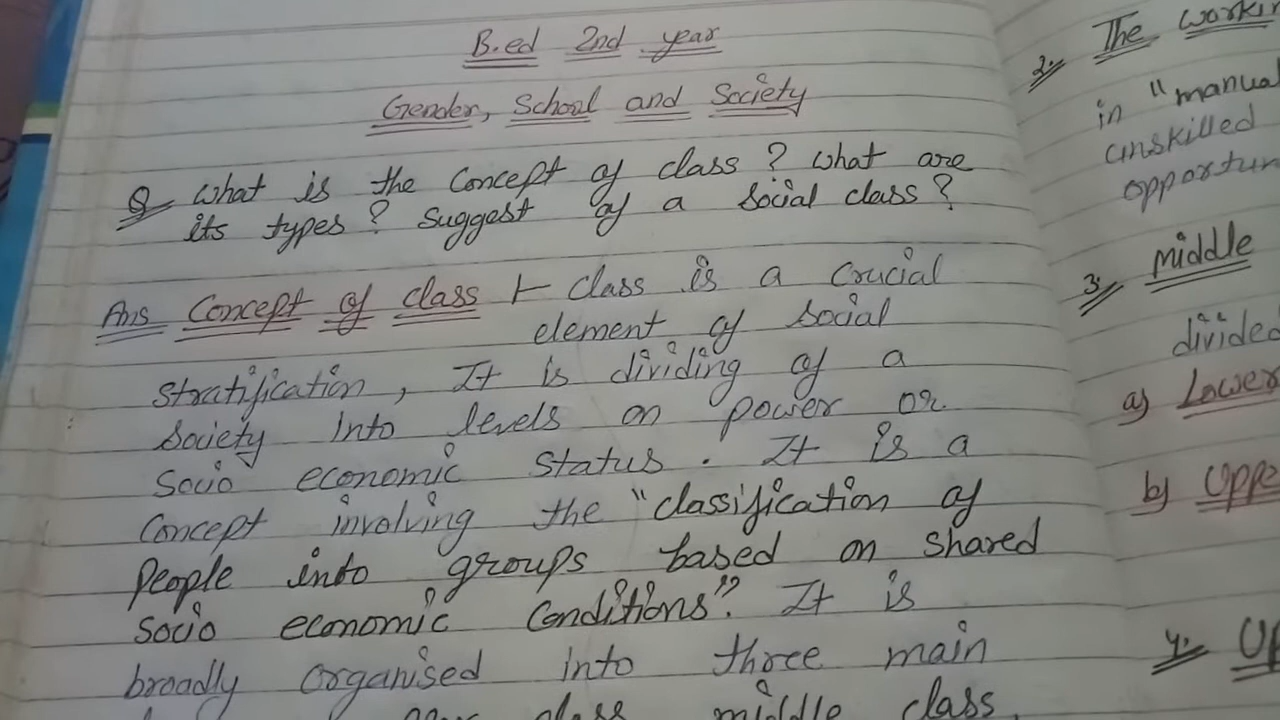 B.ed 2nd year
Gender, School and Society
Q what is the Concept of class ? what are
its types ? Suggest of a social class ?
Ans Concept of class :- class is a crucial
element of social
stratification, It is dividing of a
society into levels on power or
socio economic status. It is a
concept involving the "classification of
people into groups based on shared
socio economic conditions". It is
broadly organised into three main
class middle class,
2. The
in "manual
unskilled
3. Middle
divided
a) Lower
b)
4.